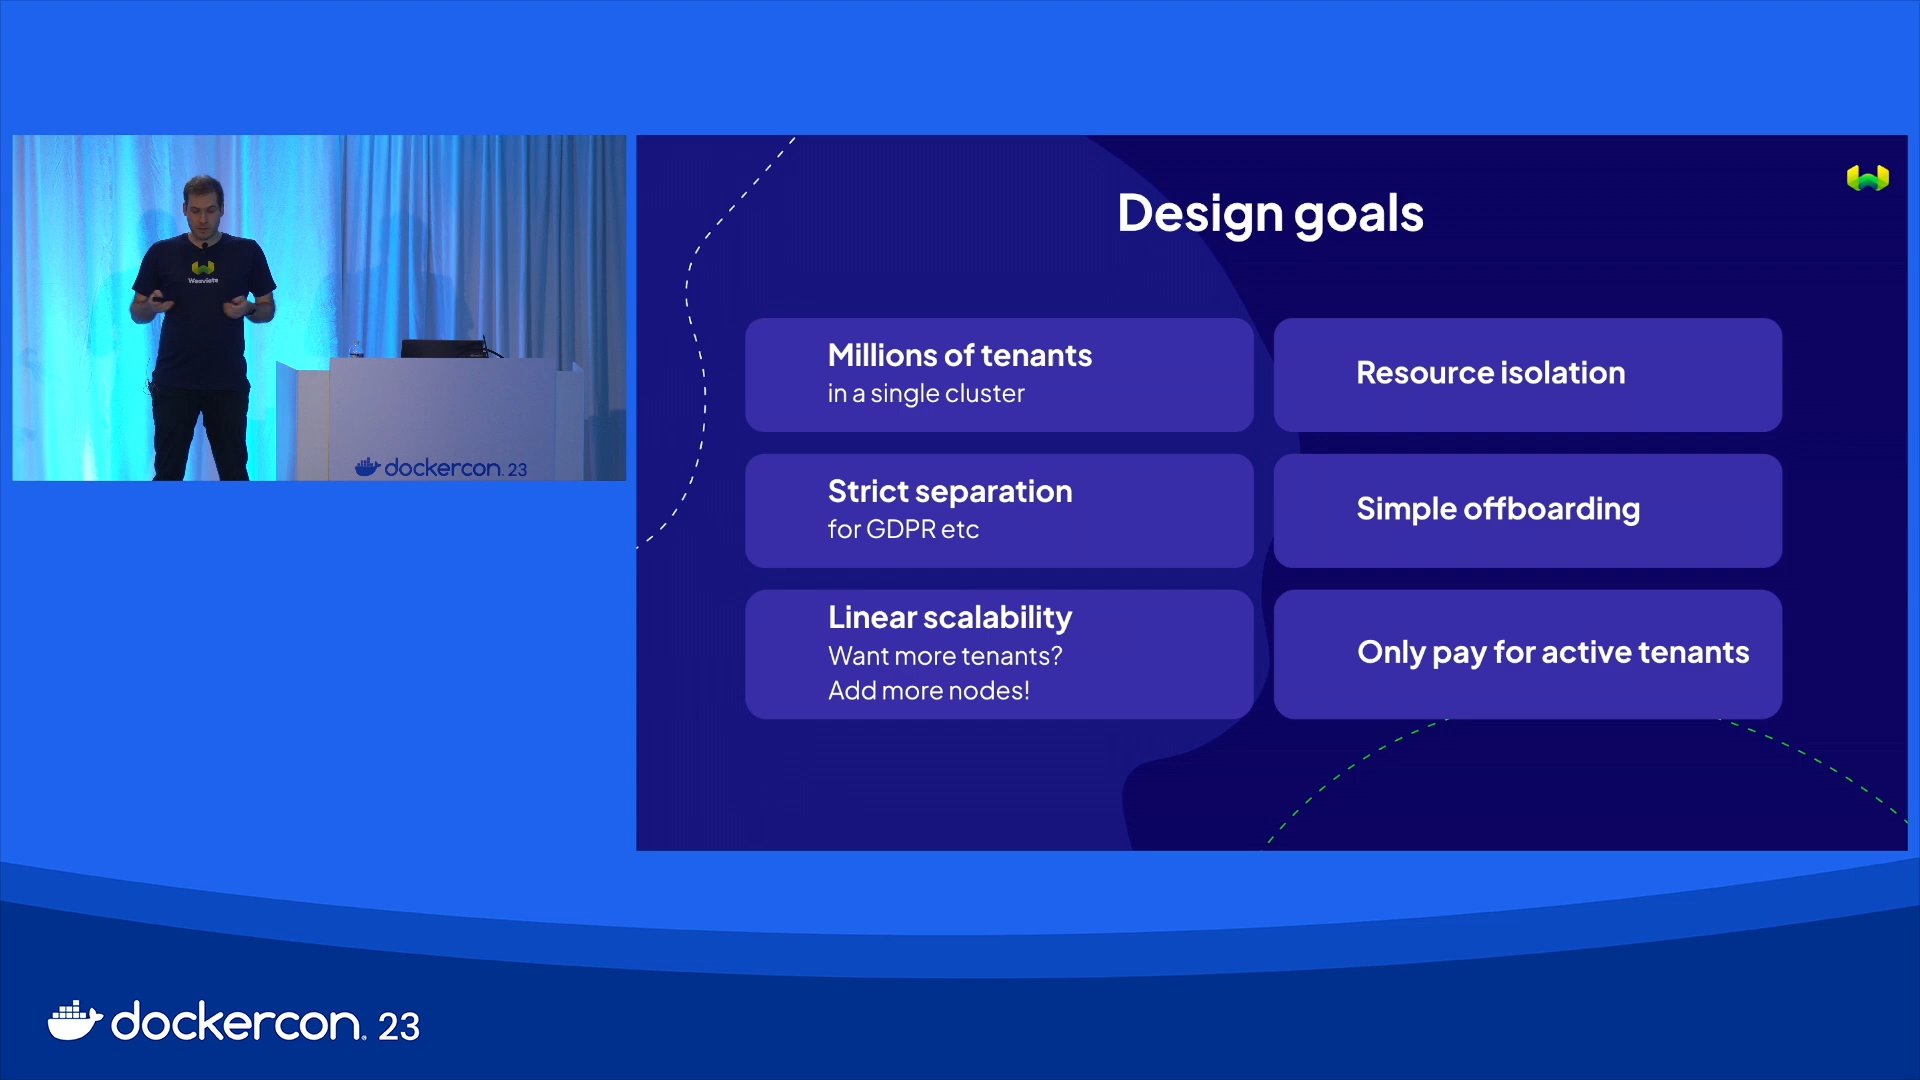 Weaviate
dockercon. 23
Design goals
Millions of tenants
in a single cluster
Resource isolation
Strict separation
for GDPR etc
Simple offboarding
Linear scalability
Want more tenants?
Add more nodes!
Only pay for active tenants
dockercon. 23